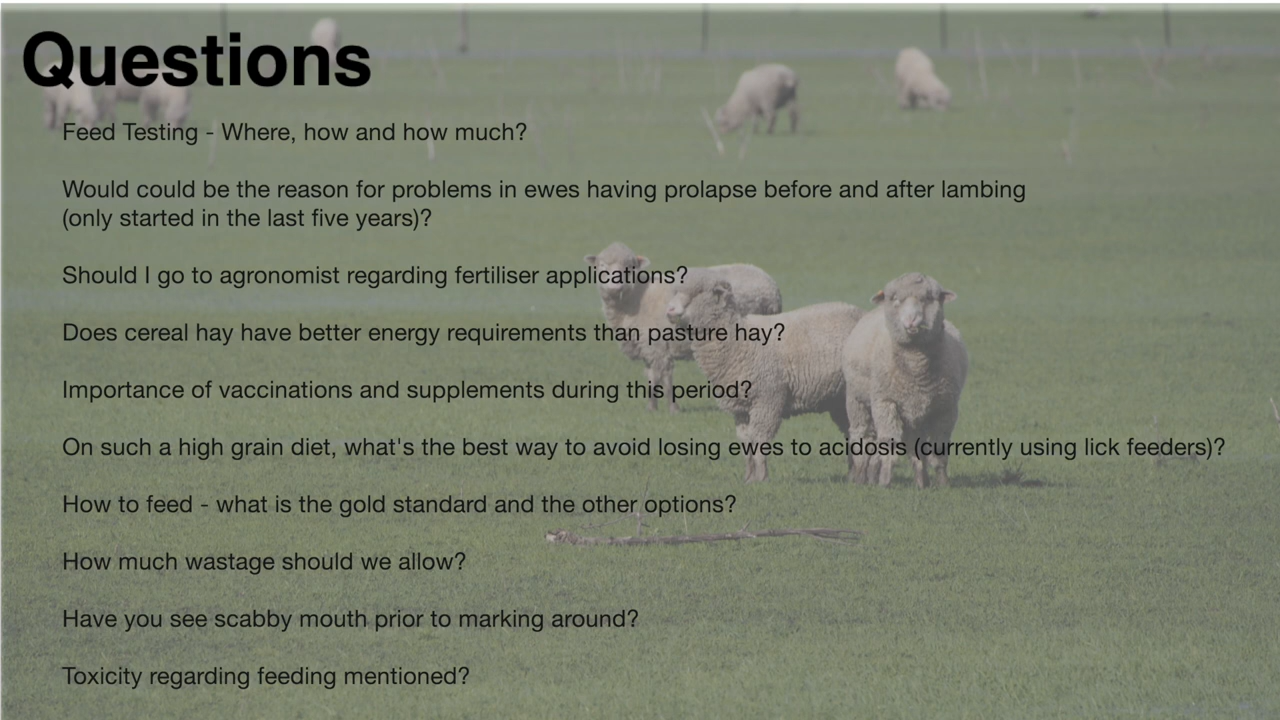 Questions
Feed Testing - Where, how and how much?
Would could be the reason for problems in ewes having prolapse before and after lambing
(only started in the last five years)?
Should I go to agronomist regarding fertiliser applications?
Does cereal hay have better energy requirements than pasture hay?
Importance of vaccinations and supplements during this period?
On such a high grain diet, what's the best way to avoid losing ewes to acidosis (currently using lick feeders)?
How to feed - what is the gold standard and the other options?
How much wastage should we allow?
Have you see scabby mouth prior to marking around?
Toxicity regarding feeding mentioned?